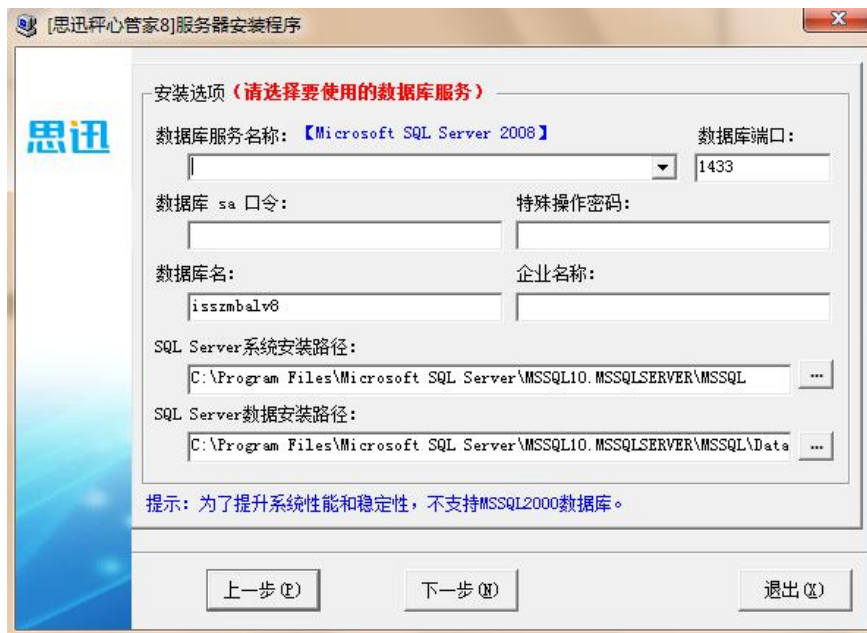 [思迅秤心管家8]服务器安装程序
思迅
安装选项（请选择要使用的数据库服务）
数据库服务名称：【Microsoft SQL Server 2008】 数据库端口：
1433
数据库 sa 口令： 特殊操作密码：
数据库名： 企业名称：
isszmbalv8
SQL Server系统安装路径：
C:\Program Files\Microsoft SQL Server\MSSQL10.MSSQLSERVER\MSSQL ...
SQL Server数据安装路径：
C:\Program Files\Microsoft SQL Server\MSSQL10.MSSQLSERVER\MSSQL\Data ...
提示：为了提升系统性能和稳定性，不支持MSSQL2000数据库。
上一步(P) 下一步(N) 退出(X)